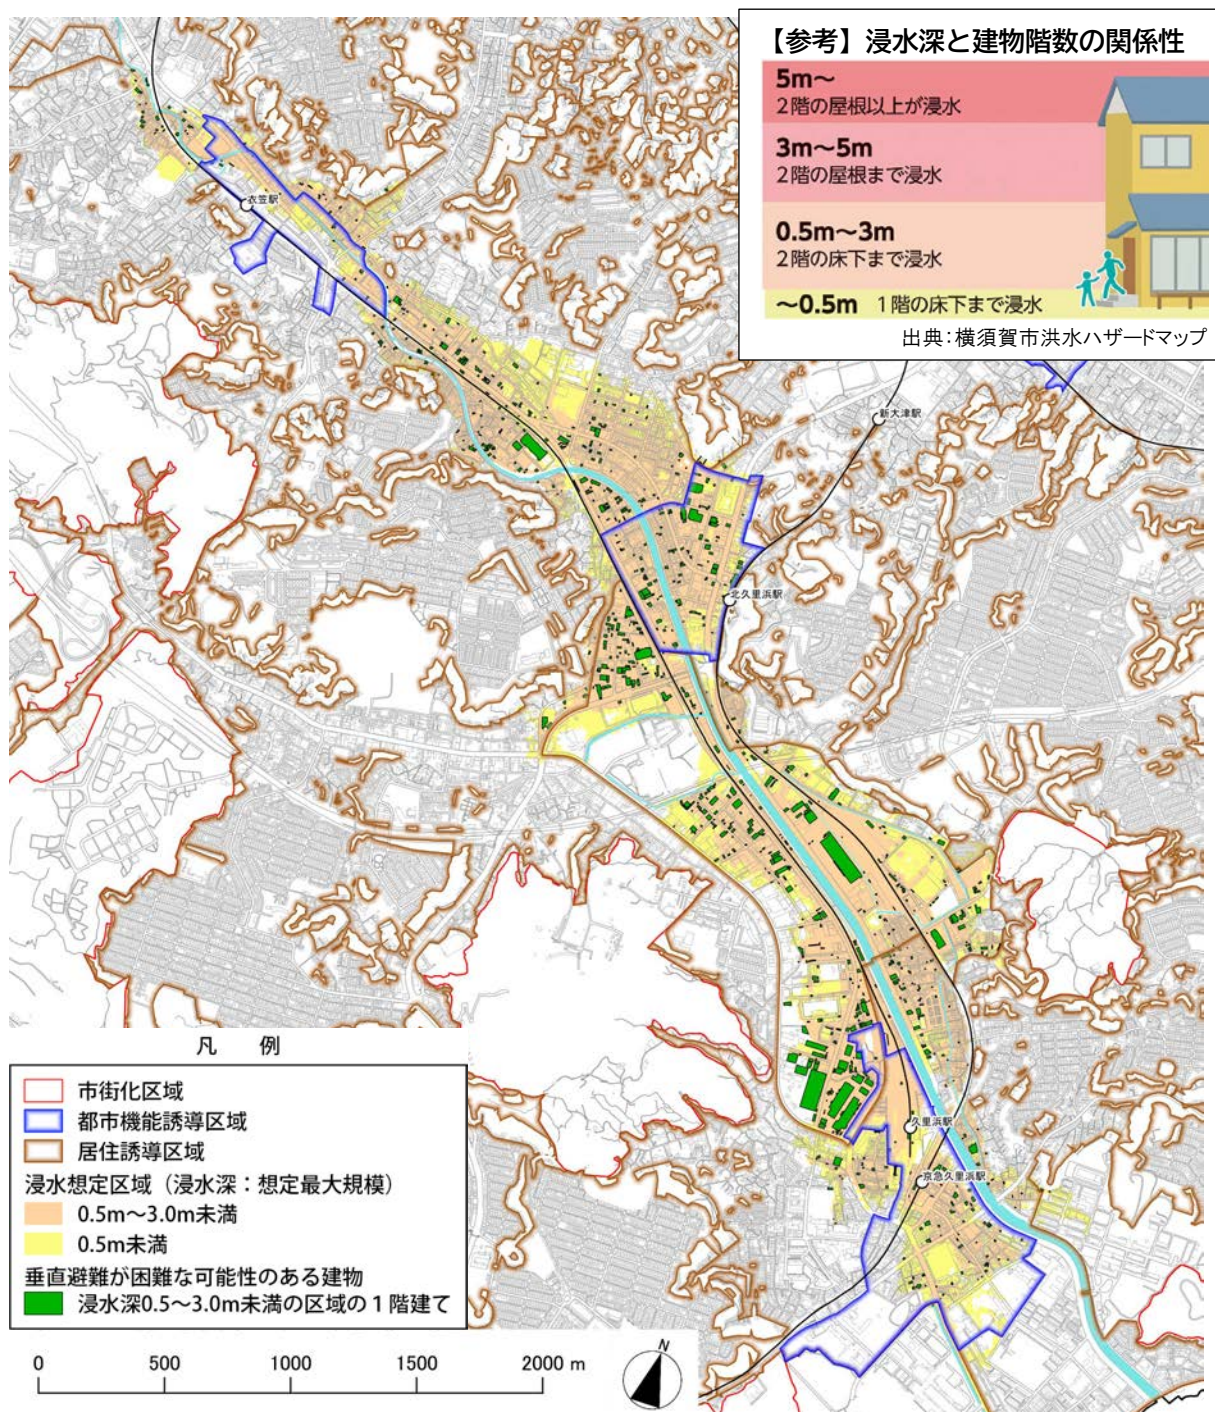 【参考】浸水深と建物階数の関係性
5m～
2階の屋根以上が浸水
3m～5m
2階の屋根まで浸水
0.5m～3m
2階の床下まで浸水
～0.5m 1階の床下まで浸水
出典：横須賀市洪水ハザードマップ
衣笠駅
新大津駅
北久里浜駅
久里浜駅
京急久里浜駅
凡 例
市街化区域
都市機能誘導区域
居住誘導区域
浸水想定区域（浸水深：想定最大規模）
0.5m～3.0m未満
0.5m未満
垂直避難が困難な可能性のある建物
浸水深0.5～3.0m未満の区域の1階建て
0 500 1000 1500 2000 m
N